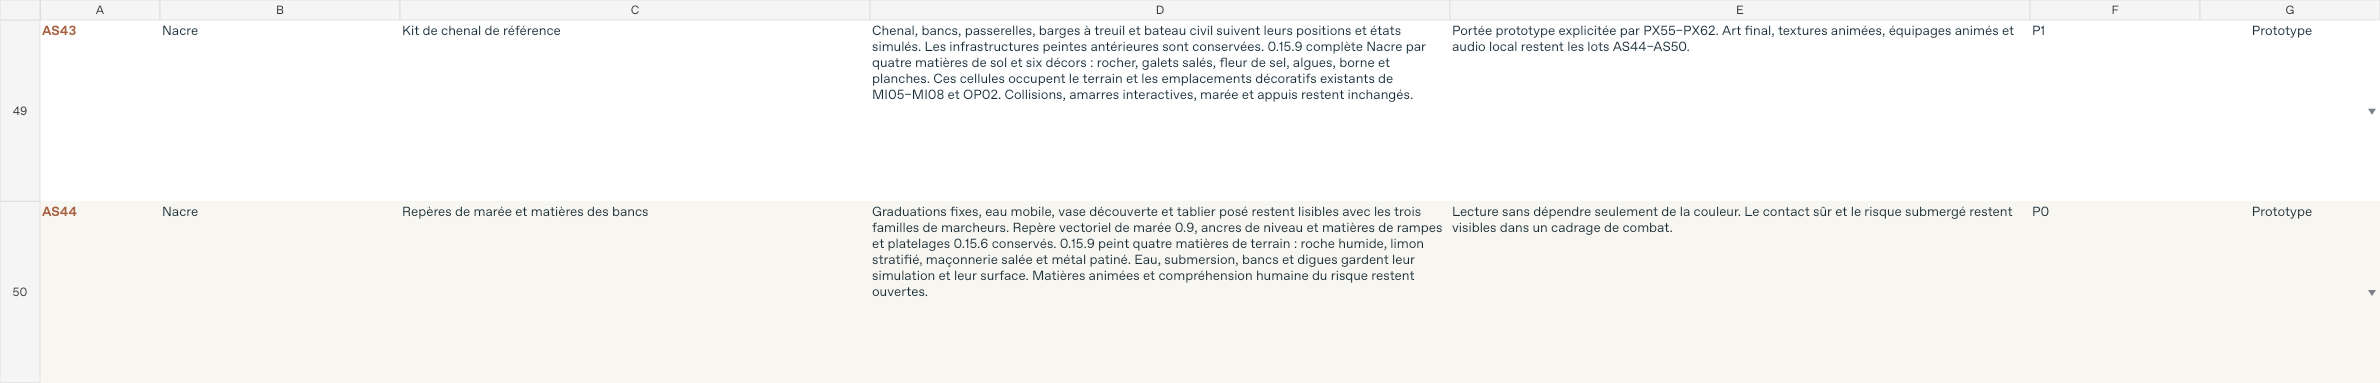 A B C D E F G
49
AS43 Nacre Kit de chenal de référence
Chenal, bancs, passerelles, barges à treuil et bateau civil suivent leurs positions et états
simulés. Les infrastructures peintes antérieures sont conservées. 0.15.9 complète Nacre par
quatre matières de sol et six décors : rocher, galets salés, fleur de sel, algues, borne et
planches. Ces cellules occupent le terrain et les emplacements décoratifs existants de
MI05–MI08 et OP02. Collisions, amarres interactives, marée et appuis restent inchangés.
Portée prototype explicitée par PX55–PX62. Art final, textures animées, équipages animés et
audio local restent les lots AS44–AS50.
P1 Prototype
50
AS44 Nacre Repères de marée et matières des bancs
Graduations fixes, eau mobile, vase découverte et tablier posé restent lisibles avec les trois
familles de marcheurs. Repère vectoriel de marée 0.9, ancres de niveau et matières de rampes
et platelages 0.15.6 conservés. 0.15.9 peint quatre matières de terrain : roche humide, limon
stratifié, maçonnerie salée et métal patiné. Eau, submersion, bancs et digues gardent leur
simulation et leur surface. Matières animées et compréhension humaine du risque restent
ouvertes.
Lecture sans dépendre seulement de la couleur. Le contact sûr et le risque submergé restent
visibles dans un cadrage de combat.
P0 Prototype